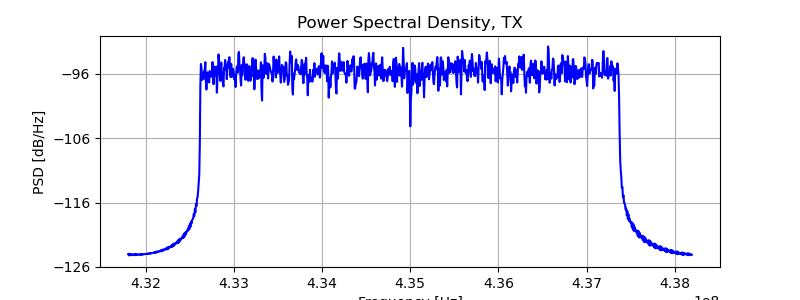 Power Spectral Density, TX
PSD [dB/Hz]
−96
−106
−116
−126
4.32 4.33 4.34 4.35 4.36 4.37 4.38
Frequency [Hz]
1e8